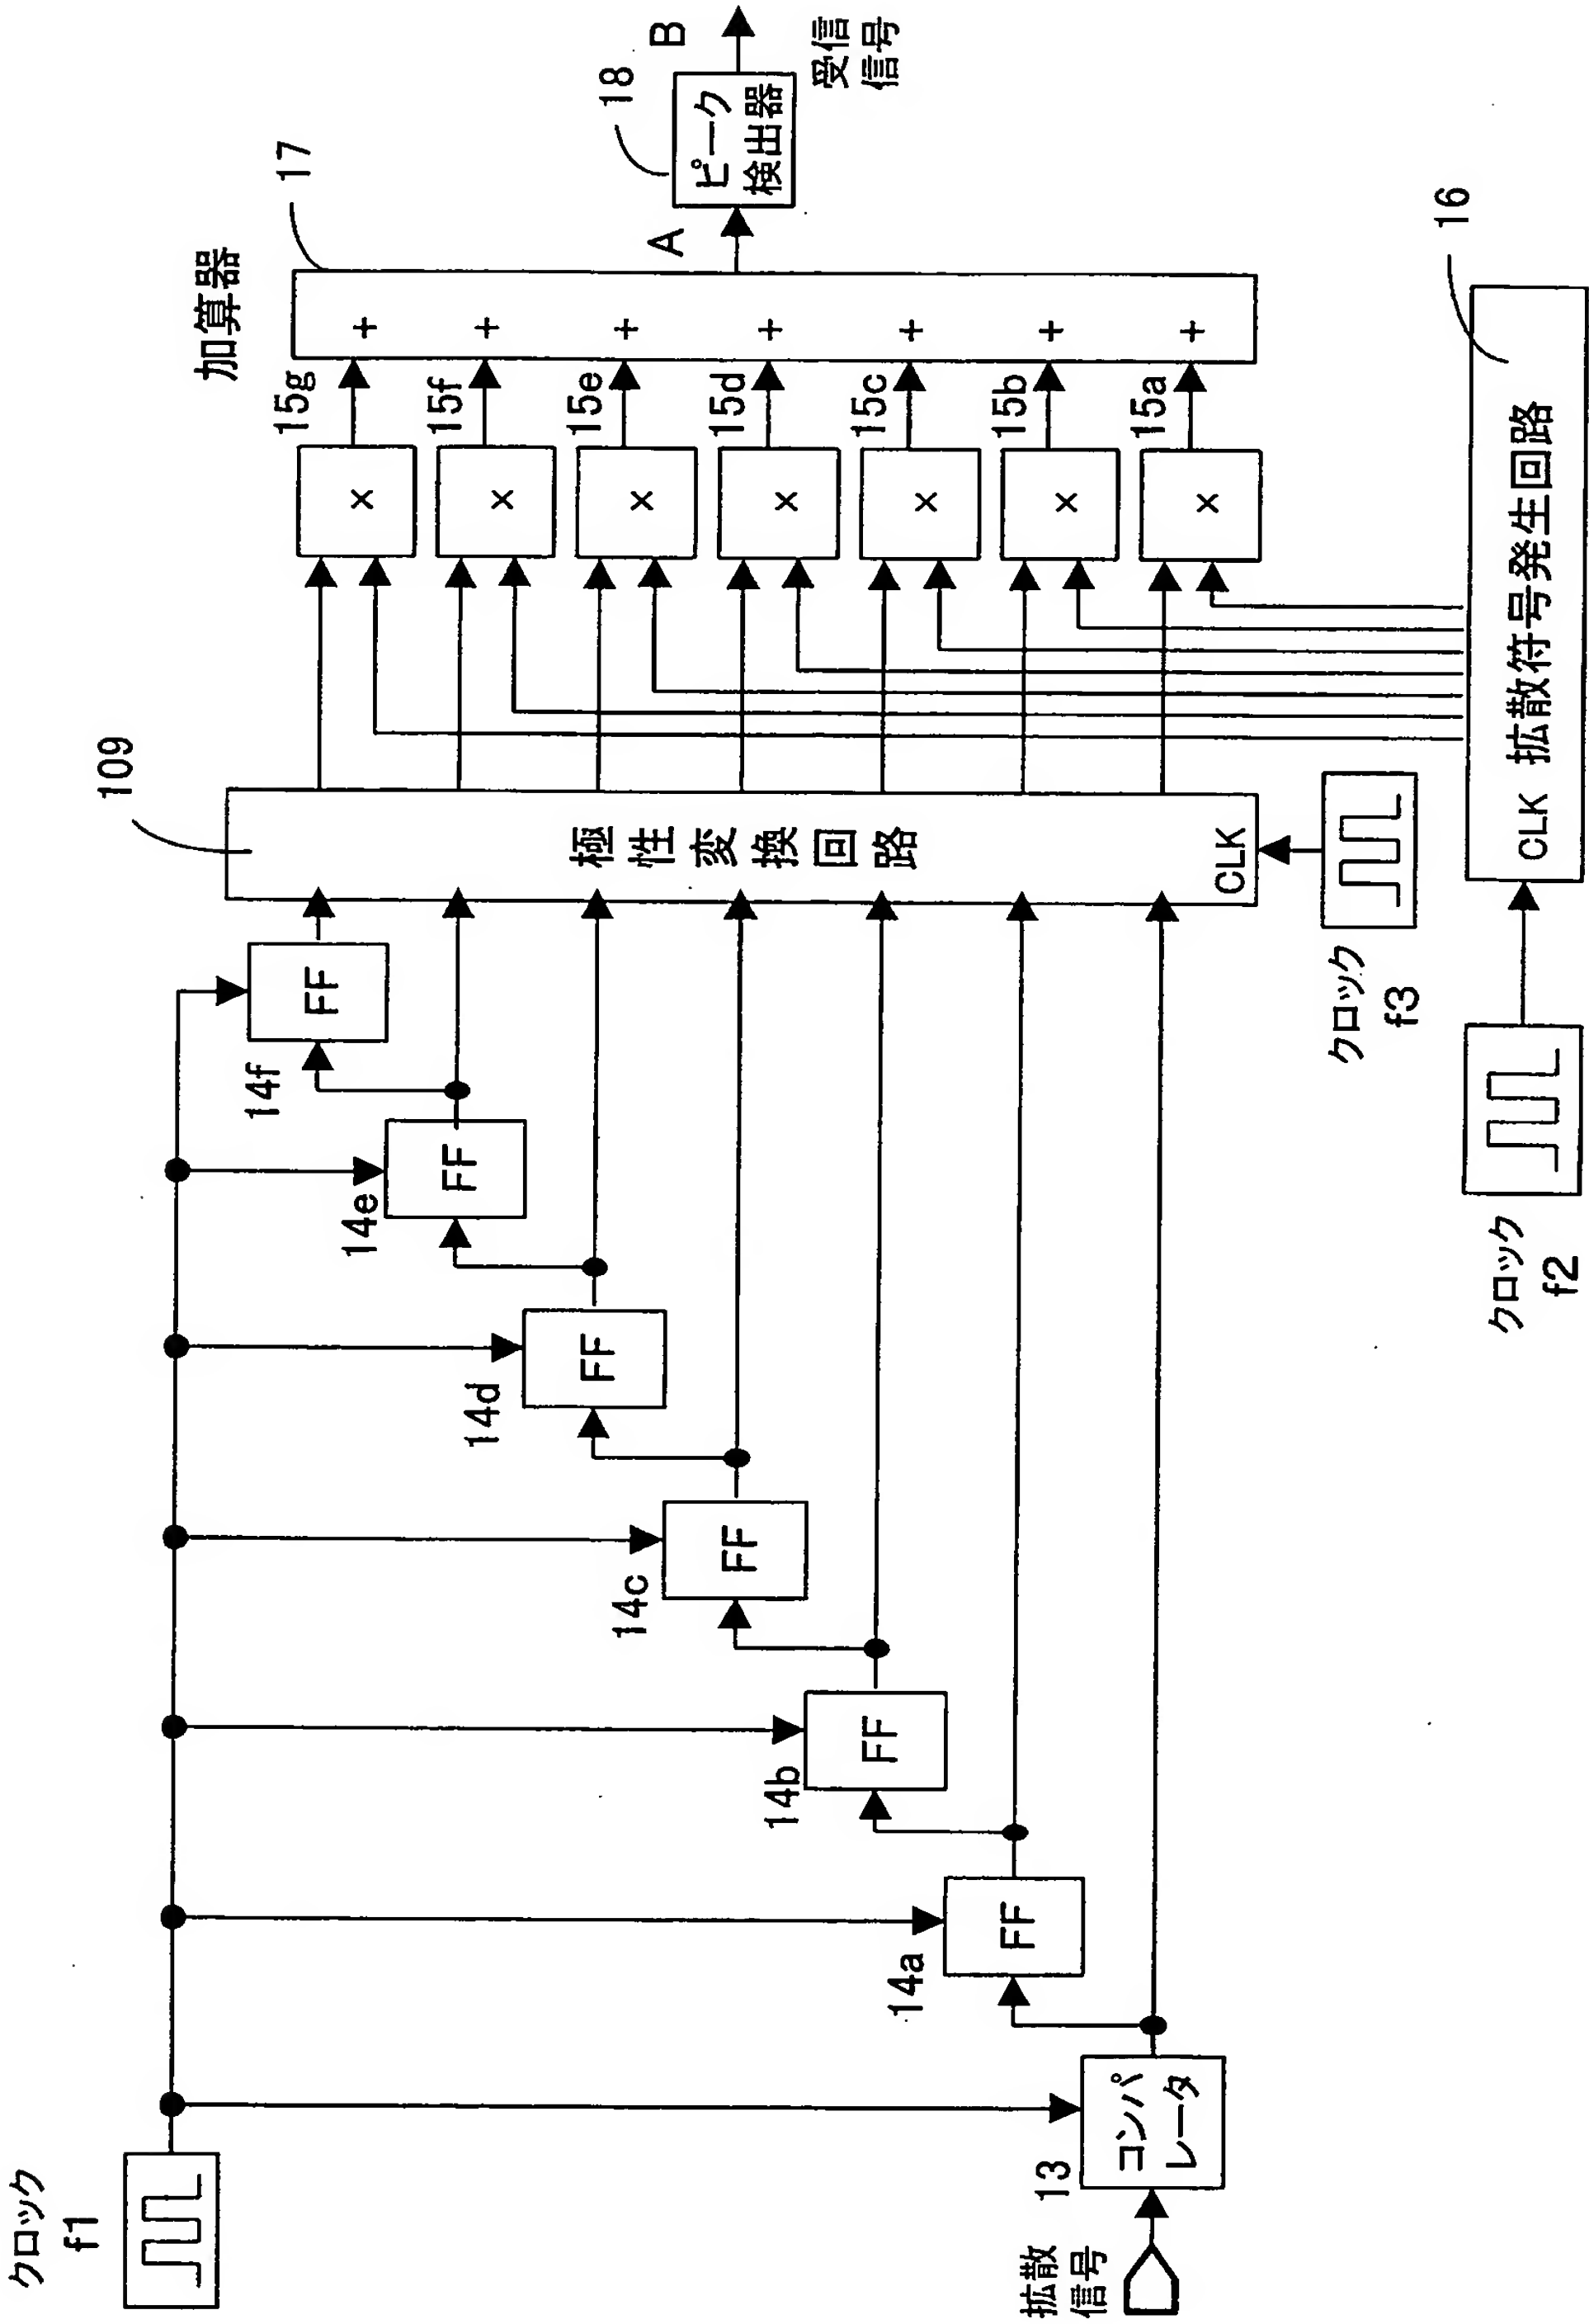 クロック
f1
拡散
信号
13
コンパ
レータ
14a
FF
14b
FF
14c
FF
14d
FF
14e
FF
14f
FF
109
極性変換回路
CLK
クロック
f3
クロック
f2
CLK 拡散符号発生回路
16
×
×
×
×
×
×
×
15g
15f
15e
15d
15c
15b
15a
加算器
17
+
+
+
+
+
+
+
A
18
ピーク
検出器
B
受信
信号